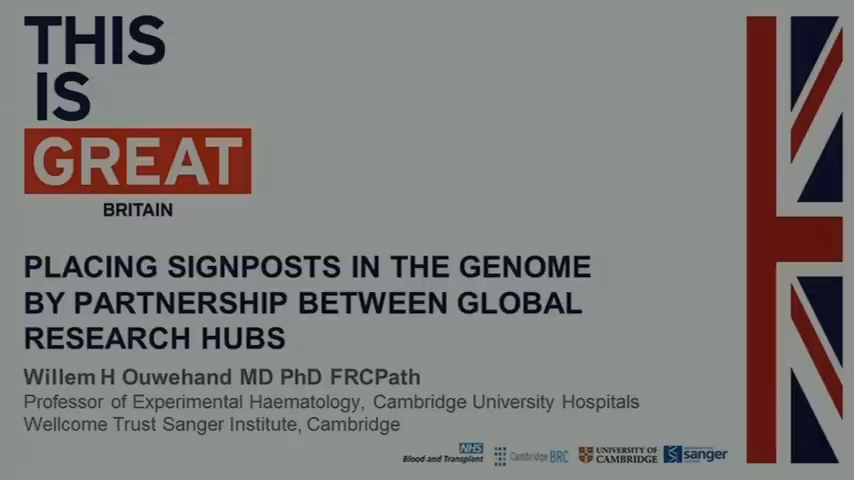 THIS
IS
GREAT
BRITAIN
PLACING SIGNPOSTS IN THE GENOME
BY PARTNERSHIP BETWEEN GLOBAL
RESEARCH HUBS
Willem H Ouwehand MD PhD FRCPath
Professor of Experimental Haematology, Cambridge University Hospitals
Wellcome Trust Sanger Institute, Cambridge
NHS
Blood and Transplant
Cambridge BRC
UNIVERSITY OF
CAMBRIDGE
sanger